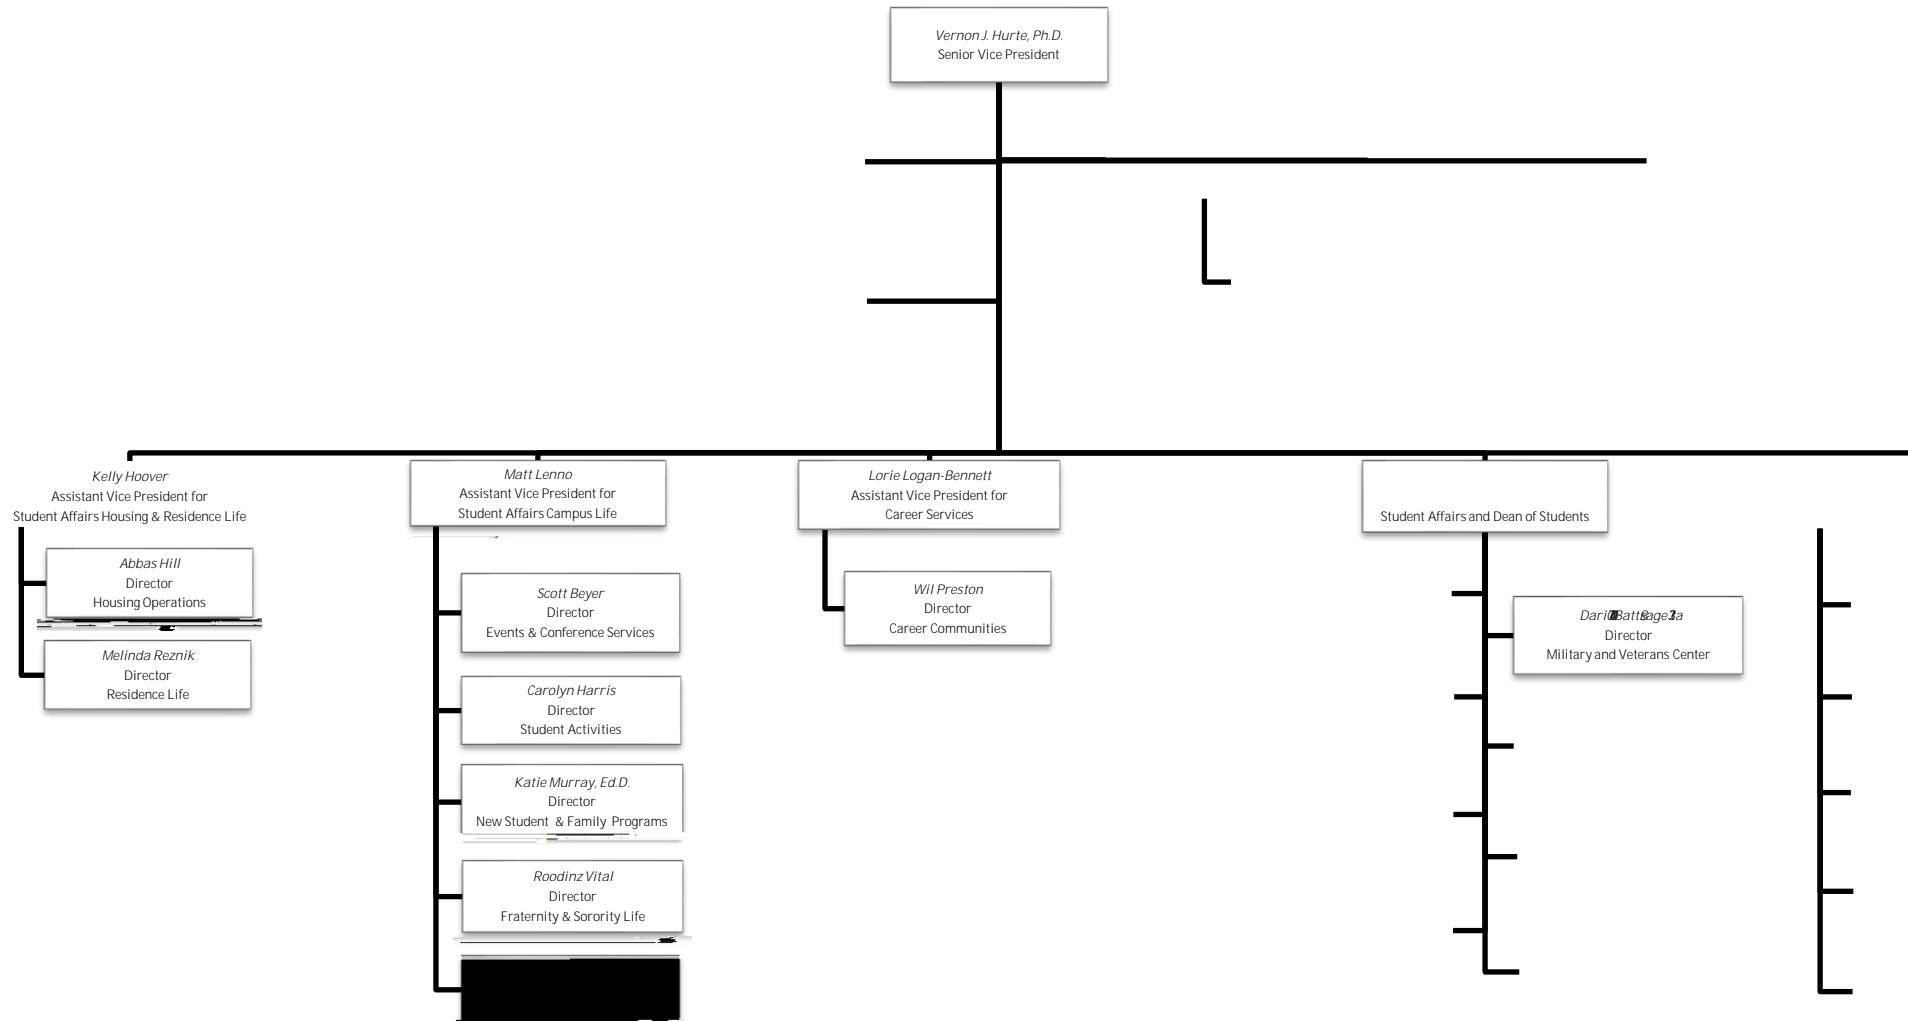 Vernon J. Hurte, Ph.D.
Senior Vice President
Kelly Hoover
Assistant Vice President for
Student Affairs Housing & Residence Life
Abbas Hill
Director
Housing Operations
Melinda Reznik
Director
Residence Life
Matt Lenno
Assistant Vice President for
Student Affairs Campus Life
Scott Beyer
Director
Events & Conference Services
Carolyn Harris
Director
Student Activities
Katie Murray, Ed.D.
Director
New Student & Family Programs
Roodinz Vital
Director
Fraternity & Sorority Life
Lorie Logan-Bennett
Assistant Vice President for
Career Services
Wil Preston
Director
Career Communities
Student Affairs and Dean of Students
Director
Military and Veterans Center